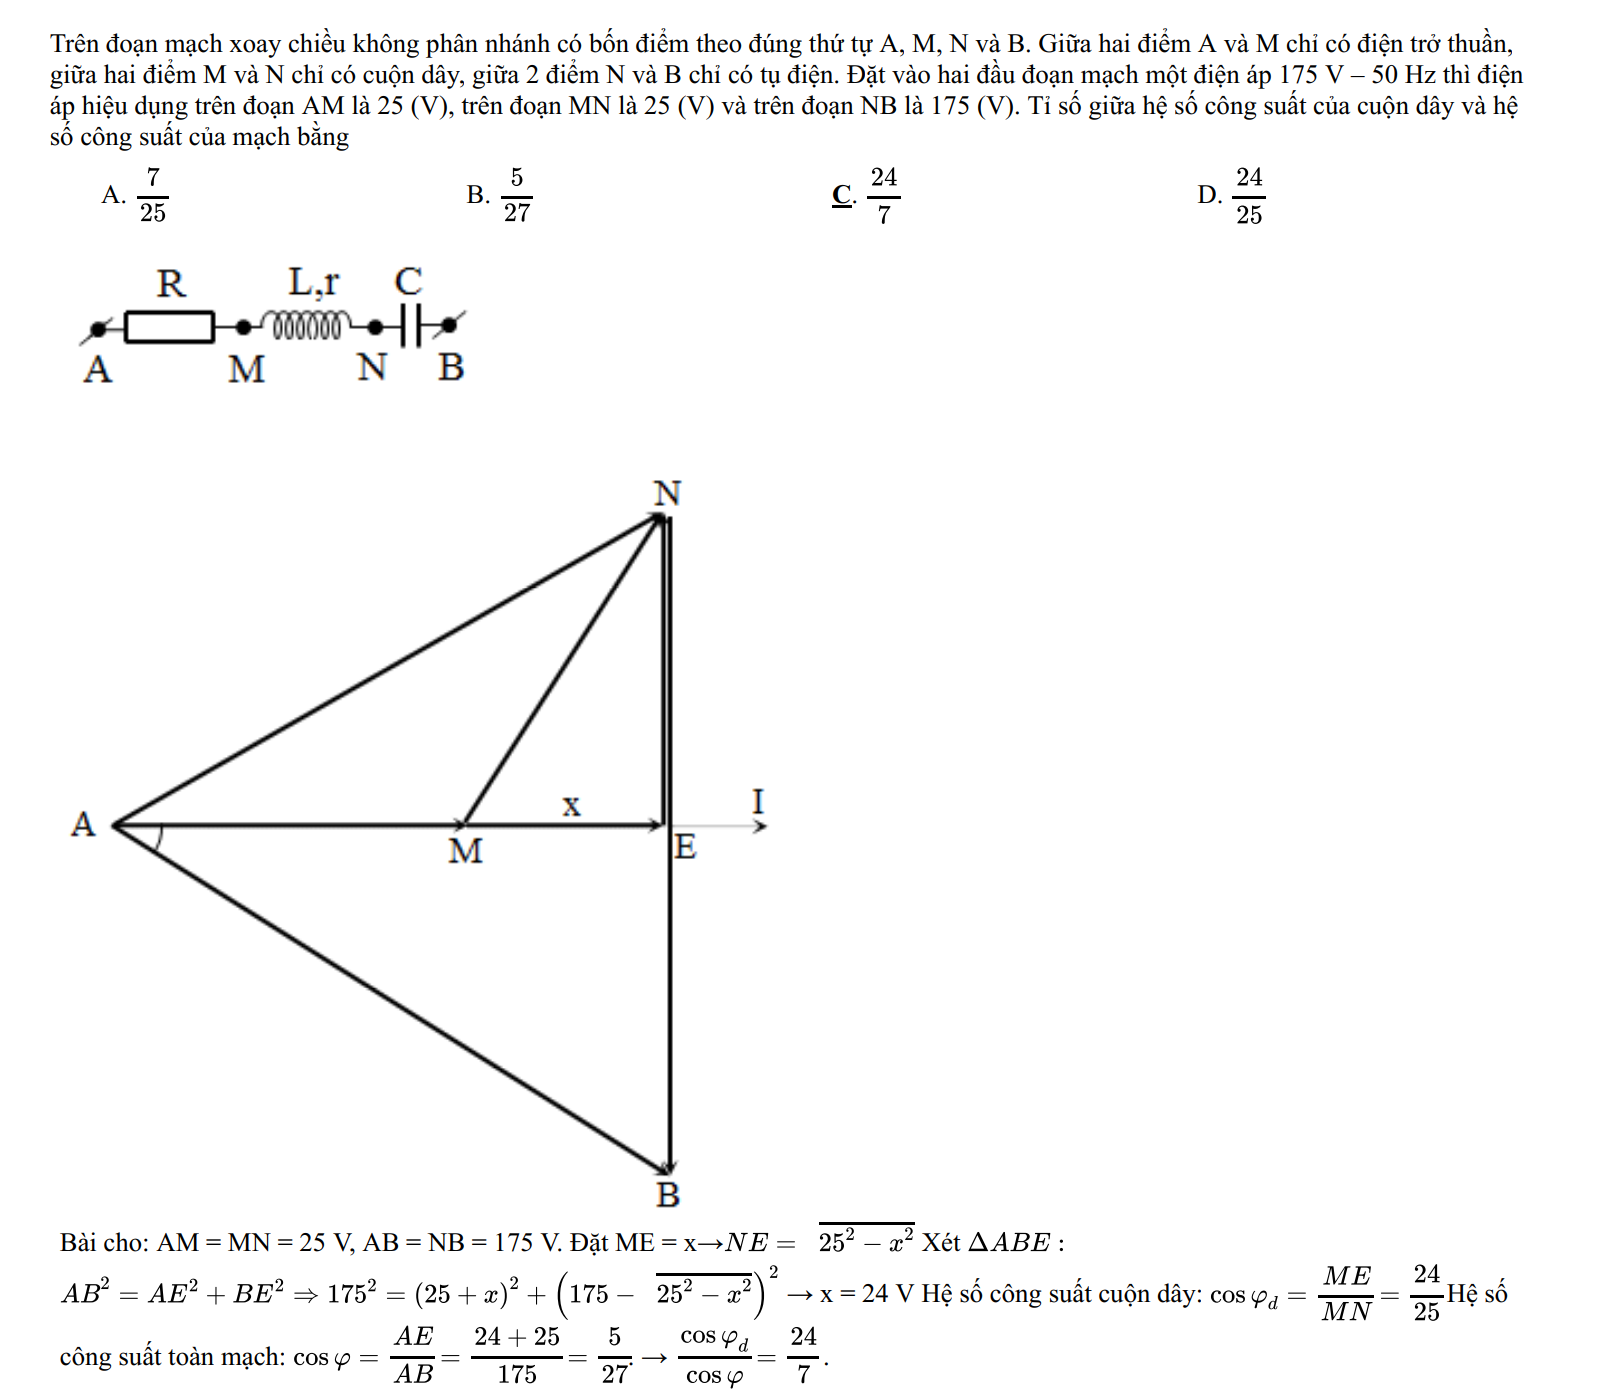 Trên đoạn mạch xoay chiều không phân nhánh có bốn điểm theo đúng thứ tự A, M, N và B. Giữa hai điểm A và M chỉ có điện trở thuần,
giữa hai điểm M và N chỉ có cuộn dây, giữa 2 điểm N và B chỉ có tụ điện. Đặt vào hai đầu đoạn mạch một điện áp 175 V – 50 Hz thì điện
áp hiệu dụng trên đoạn AM là 25 (V), trên đoạn MN là 25 (V) và trên đoạn NB là 175 (V). Tỉ số giữa hệ số công suất của cuộn dây và hệ
số công suất của mạch bằng
A. 7/25 B. 5/27 C. 24/7 D. 24/25
R L,r C
A M N B
N
x I
A M E
B
Bài cho: AM = MN = 25 V, AB = NB = 175 V. Đặt ME = x→NE = \overline{25² − x²} Xét ΔABE :
AB² = AE² + BE² ⇒ 175² = (25 + x)² + (175 − \overline{25² − x²})² → x = 24 V Hệ số công suất cuộn dây: cos φ_d = ME/MN = 24/25 Hệ số
công suất toàn mạch: cos φ = AE/AB = 24 + 25/175 = 5/27. → cos φ_d/cos φ = 24/7.